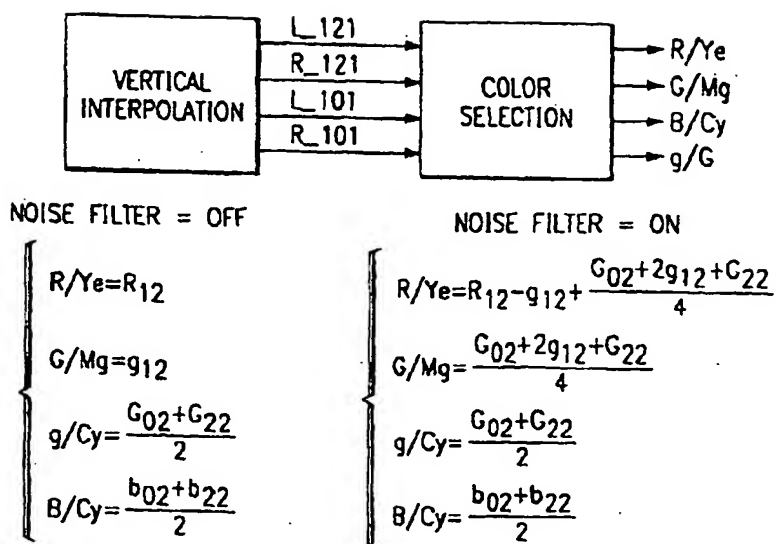 VERTICAL
INTERPOLATION
L_121
R_121
L_101
R_101
COLOR
SELECTION
R/Ye
G/Mg
B/Cy
g/G
NOISE FILTER = OFF
R/Ye=R12
G/Mg=g12
g/Cy=G02+G22/2
B/Cy=b02+b22/2
NOISE FILTER = ON
R/Ye=R12-g12+G02+2g12+G22/4
G/Mg=G02+2g12+G22/4
g/Cy=G02+G22/2
B/Cy=b02+b22/2